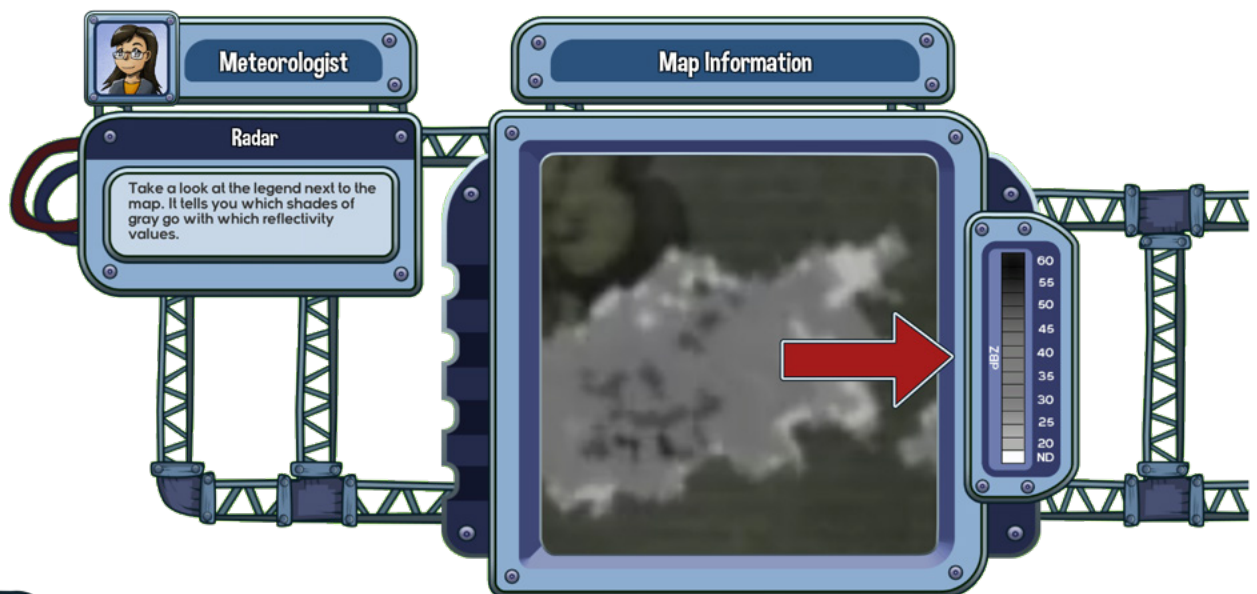 Meteorologist
Map Information
Radar
Take a look at the legend next to the
map. It tells you which shades of
gray go with which reflectivity
values.
dBZ
60
55
50
45
40
35
30
25
20
ND